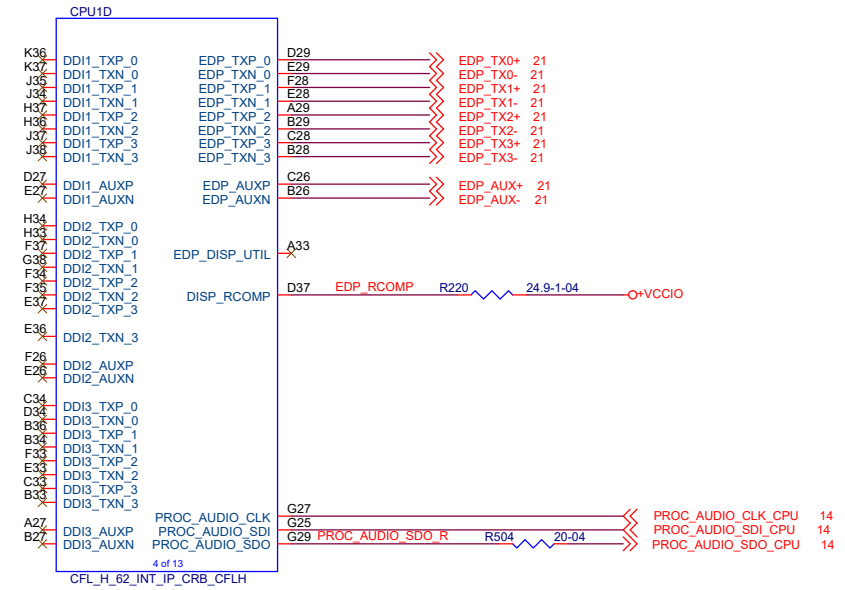 CPU1D
K36 DDI1_TXP_0 EDP_TXP_0 D29 EDP_TX0+ 21
K37 DDI1_TXN_0 EDP_TXN_0 E29 EDP_TX0- 21
J35 DDI1_TXP_1 EDP_TXP_1 F28 EDP_TX1+ 21
J34 DDI1_TXN_1 EDP_TXN_1 E28 EDP_TX1- 21
H37 DDI1_TXP_2 EDP_TXP_2 A29 EDP_TX2+ 21
H36 DDI1_TXN_2 EDP_TXN_2 B29 EDP_TX2- 21
J37 DDI1_TXP_3 EDP_TXP_3 C28 EDP_TX3+ 21
J38 DDI1_TXN_3 EDP_TXN_3 B28 EDP_TX3- 21
D27 DDI1_AUXP EDP_AUXP C26 EDP_AUX+ 21
E27 DDI1_AUXN EDP_AUXN B26 EDP_AUX- 21
H34 DDI2_TXP_0
H33 DDI2_TXN_0
F37 DDI2_TXP_1 EDP_DISP_UTIL A33
G38 DDI2_TXN_1
F34 DDI2_TXP_2
F35 DDI2_TXN_2 DISP_RCOMP D37 EDP_RCOMP R220 24.9-1-04 +VCCIO
E37 DDI2_TXP_3
E36 DDI2_TXN_3
F26 DDI2_AUXP
E26 DDI2_AUXN
C34 DDI3_TXP_0
D34 DDI3_TXN_0
B36 DDI3_TXP_1
B34 DDI3_TXN_1
F33 DDI3_TXP_2
E33 DDI3_TXN_2
C33 DDI3_TXP_3
B33 DDI3_TXN_3
PROC_AUDIO_CLK G27 PROC_AUDIO_CLK_CPU 14
A27 DDI3_AUXP PROC_AUDIO_SDI G25 PROC_AUDIO_SDI_CPU 14
B27 DDI3_AUXN PROC_AUDIO_SDO G29 PROC_AUDIO_SDO_R R504 20-04 PROC_AUDIO_SDO_CPU 14
4 of 13
CFL_H_62_INT_IP_CRB_CFLH